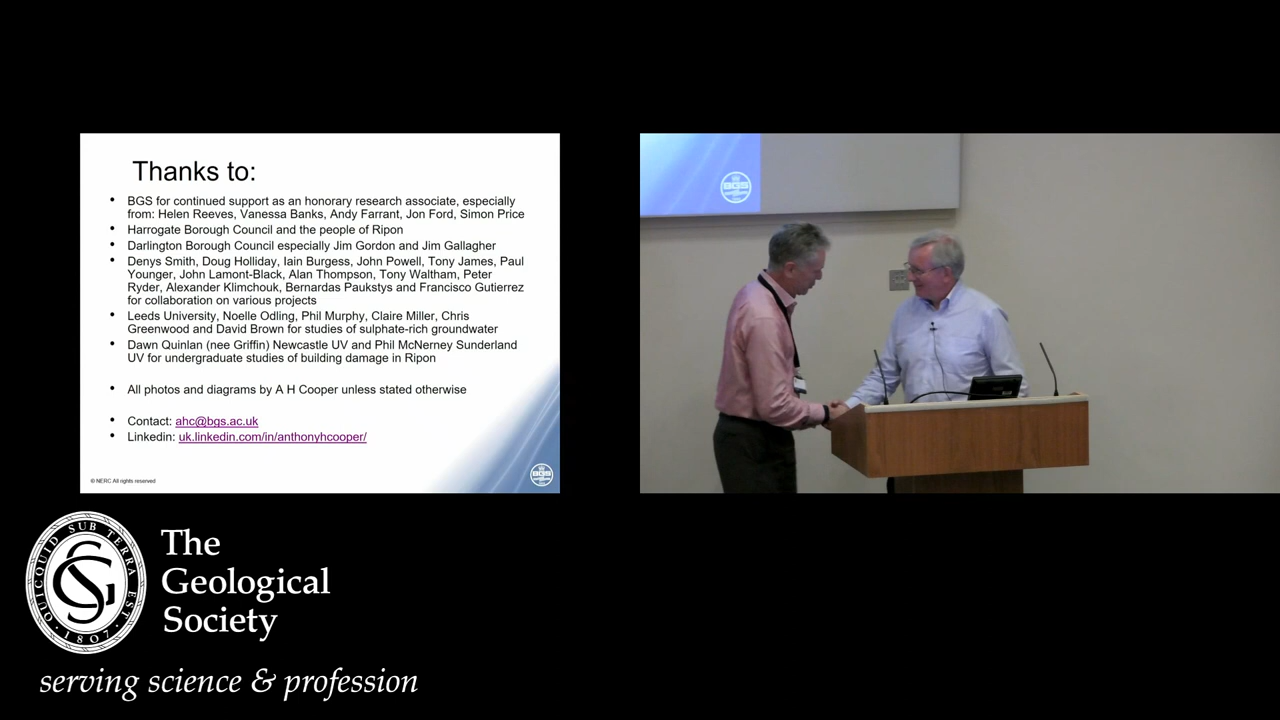 Thanks to:
• BGS for continued support as an honorary research associate, especially
from: Helen Reeves, Vanessa Banks, Andy Farrant, Jon Ford, Simon Price
• Harrogate Borough Council and the people of Ripon
• Darlington Borough Council especially Jim Gordon and Jim Gallagher
• Denys Smith, Doug Holliday, Iain Burgess, John Powell, Tony James, Paul
Younger, John Lamont-Black, Alan Thompson, Tony Waltham, Peter
Ryder, Alexander Klimchouk, Bernardas Paukstys and Francisco Gutierrez
for collaboration on various projects
• Leeds University, Noelle Odling, Phil Murphy, Claire Miller, Chris
Greenwood and David Brown for studies of sulphate-rich groundwater
• Dawn Quinlan (nee Griffin) Newcastle UV and Phil McNerney Sunderland
UV for undergraduate studies of building damage in Ripon
• All photos and diagrams by A H Cooper unless stated otherwise
• Contact: ahc@bgs.ac.uk
• Linkedin: uk.linkedin.com/in/anthonyhcooper/
© NERC All rights reserved
BGS
BGS
QUICQUID SUB TERRA EST
· 1807 ·
The
Geological
Society
serving science & profession